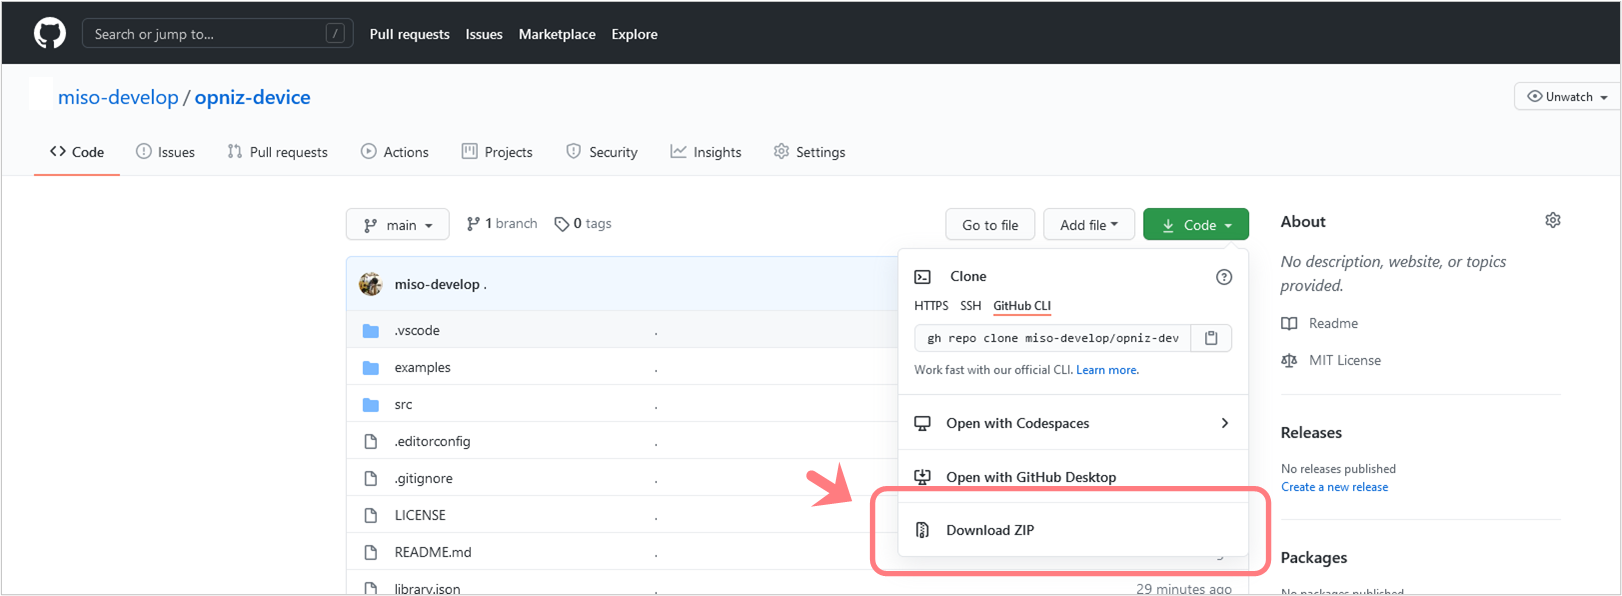 Search or jump to... /
Pull requests Issues Marketplace Explore
miso-develop / opniz-device
Unwatch
Code Issues Pull requests Actions Projects Security Insights Settings
main 1 branch 0 tags
Go to file Add file Code
miso-develop .
.vscode .
examples .
src .
.editorconfig .
.gitignore .
LICENSE .
README.md .
library.json . 29 minutes ago
Clone
HTTPS SSH GitHub CLI
gh repo clone miso-develop/opniz-dev
Work fast with our official CLI. Learn more.
Open with Codespaces
Open with GitHub Desktop
Download ZIP
About
No description, website, or topics
provided.
Readme
MIT License
Releases
No releases published
Create a new release
Packages
No packages published